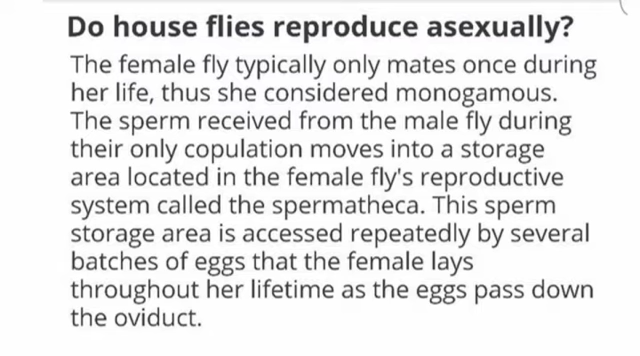 Do house flies reproduce asexually?
The female fly typically only mates once during
her life, thus she considered monogamous.
The sperm received from the male fly during
their only copulation moves into a storage
area located in the female fly's reproductive
system called the spermatheca. This sperm
storage area is accessed repeatedly by several
batches of eggs that the female lays
throughout her lifetime as the eggs pass down
the oviduct.